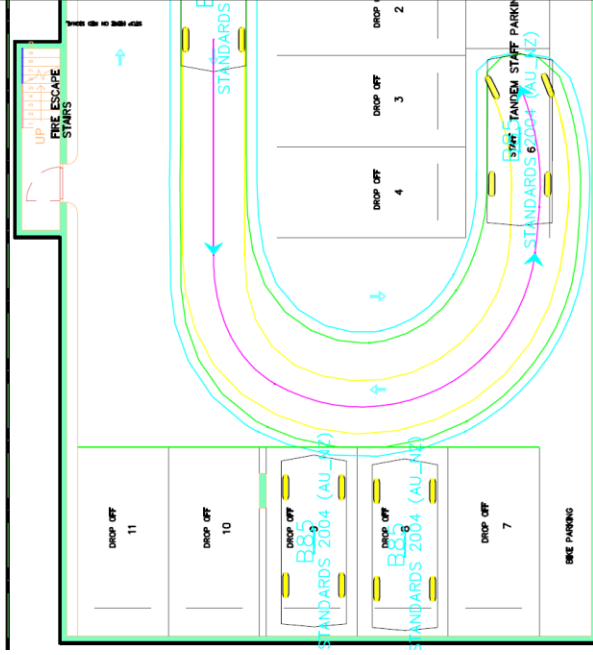 B85
STANDARDS
DROP OFF
2
DROP OFF
3
DROP OFF
4
UP
FIRE ESCAPE
STAIRS
TANDEM STAFF PARKING
6
B85
STANDARDS 2004 (AU_NZ)
DROP OFF
11
DROP OFF
10
DROP OFF
9
B85
STANDARDS 2004 (AU_NZ)
DROP OFF
8
B85
STANDARDS 2004 (AU_NZ)
DROP OFF
7
BIKE PARKING